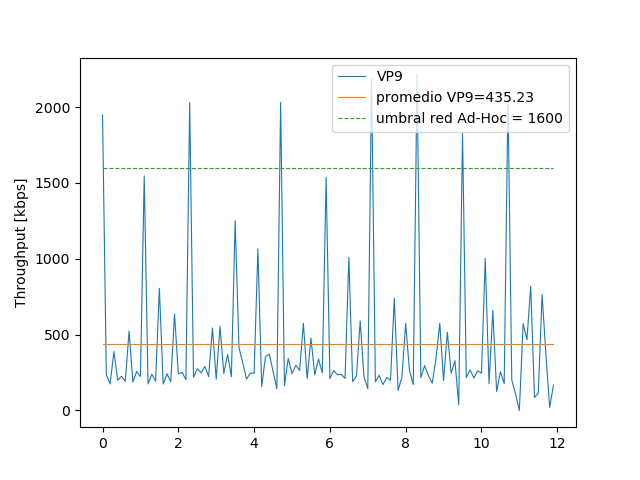 VP9
promedio VP9=435.23
umbral red Ad-Hoc = 1600
Throughput [kbps]
2000
1500
1000
500
0
0 2 4 6 8 10 12